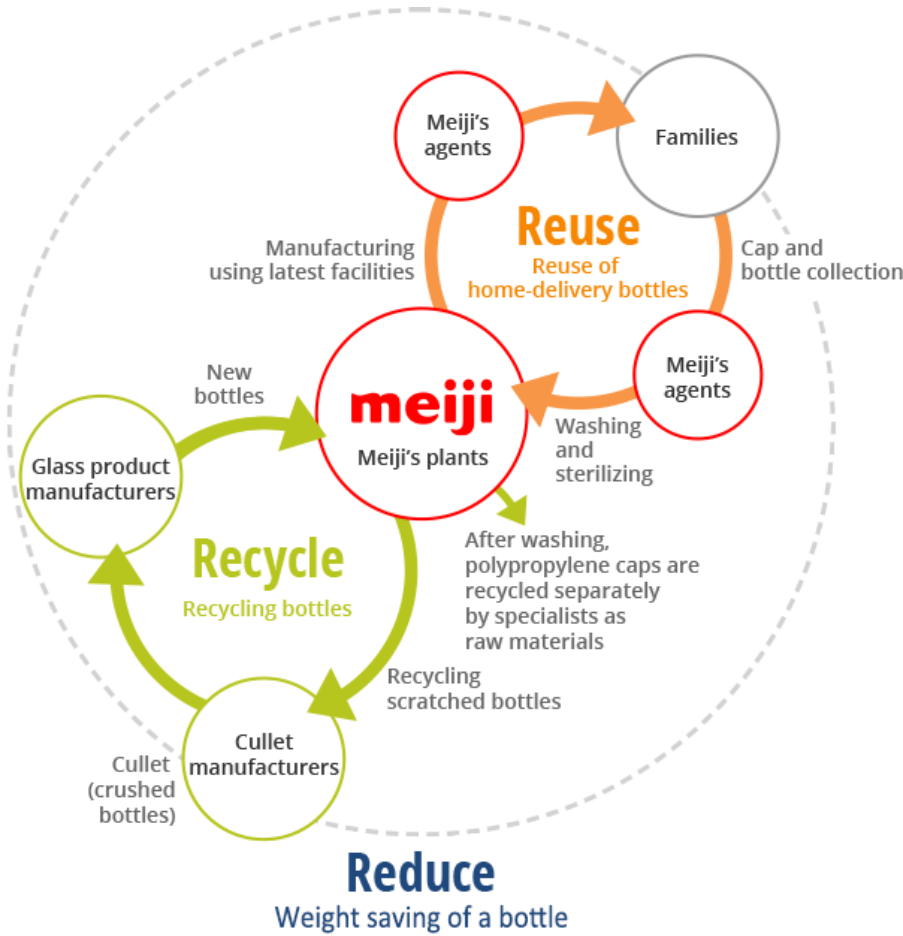 Meiji's
agents
Families
Reuse
Reuse of
home-delivery bottles
Manufacturing
using latest facilities
Cap and
bottle collection
Meiji's
agents
New
bottles
meiji
Meiji's plants
Washing
and
sterilizing
Glass product
manufacturers
Recycle
Recycling bottles
After washing,
polypropylene caps are
recycled separately
by specialists as
raw materials
Recycling
scratched bottles
Cullet
manufacturers
Cullet
(crushed
bottles)
Reduce
Weight saving of a bottle